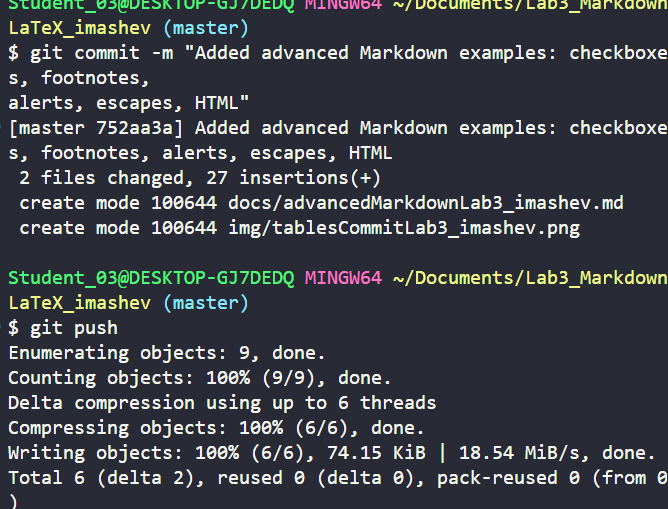 Student_03@DESKTOP-GJ7DEDQ MINGW64 ~/Documents/Lab3_Markdown
LaTeX_imashev (master)
$ git commit -m "Added advanced Markdown examples: checkboxe
s, footnotes,
alerts, escapes, HTML"
[master 752aa3a] Added advanced Markdown examples: checkboxe
s, footnotes, alerts, escapes, HTML
 2 files changed, 27 insertions(+)
 create mode 100644 docs/advancedMarkdownLab3_imashev.md
 create mode 100644 img/tablesCommitLab3_imashev.png

Student_03@DESKTOP-GJ7DEDQ MINGW64 ~/Documents/Lab3_Markdown
LaTeX_imashev (master)
$ git push
Enumerating objects: 9, done.
Counting objects: 100% (9/9), done.
Delta compression using up to 6 threads
Compressing objects: 100% (6/6), done.
Writing objects: 100% (6/6), 74.15 KiB | 18.54 MiB/s, done.
Total 6 (delta 2), reused 0 (delta 0), pack-reused 0 (from 0
)